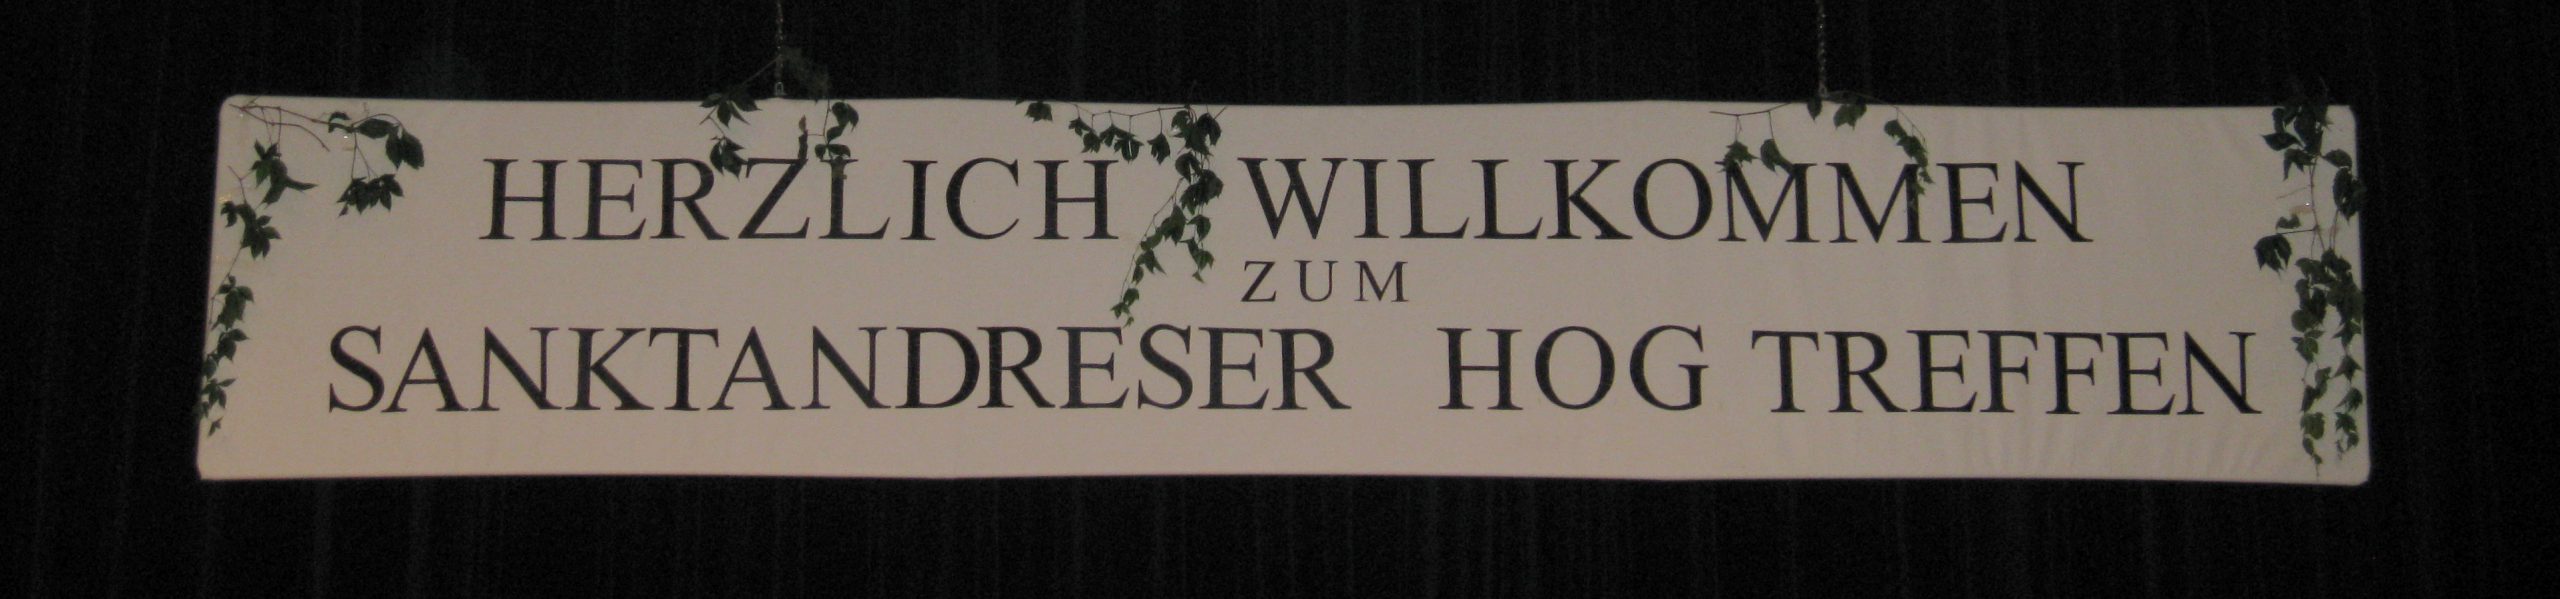 HERZLICH WILLKOMMEN
ZUM
SANKTANDRESER HOG TREFFEN